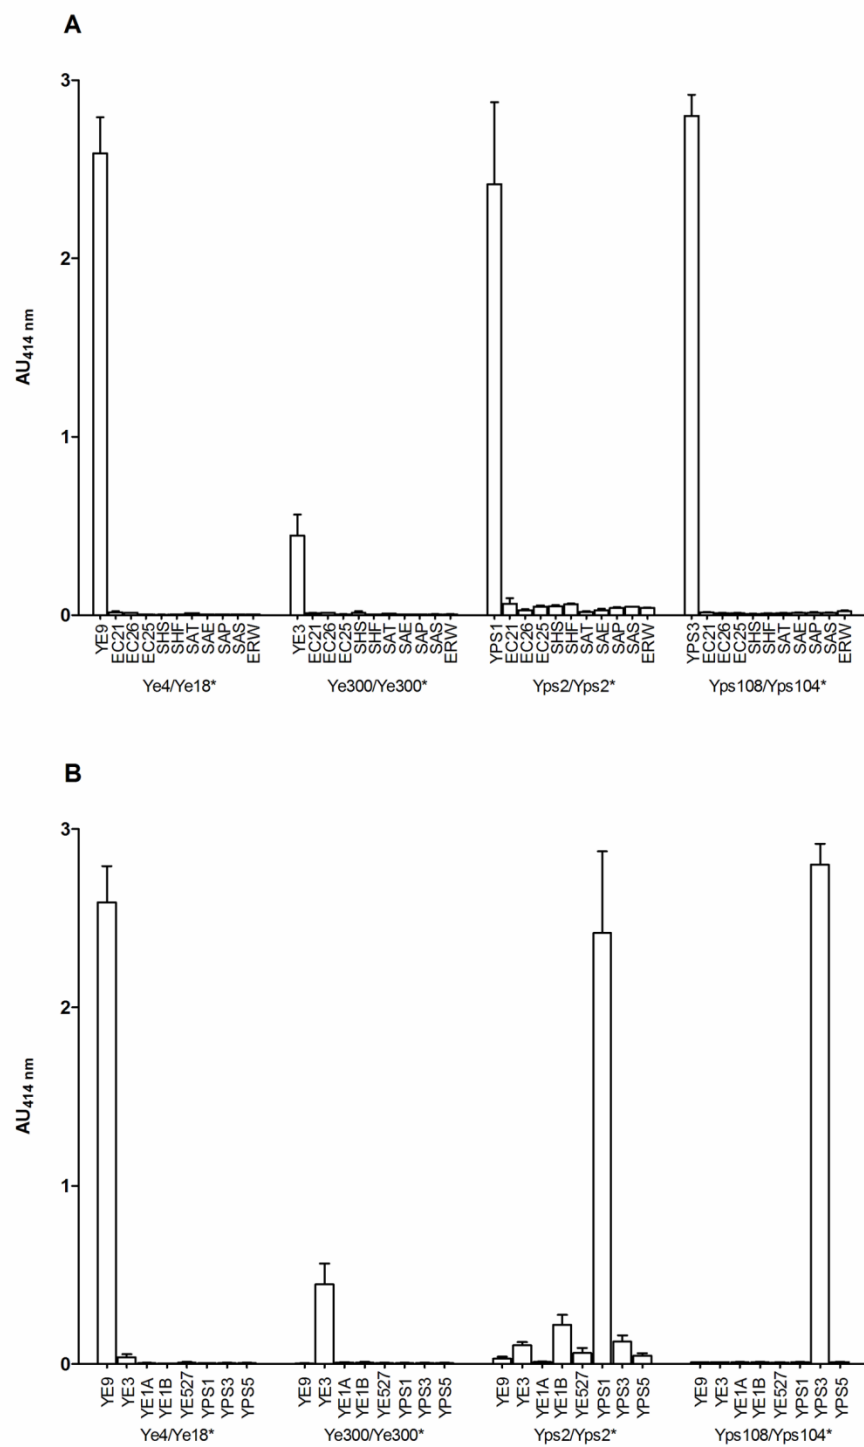 A
3
2
1
0
AU414 nm
YE9 EC21 EC26 EC25 SHS SHF SAT SAE SAP SAS ERW
YE3 EC21 EC26 EC25 SHS SHF SAT SAE SAP SAS ERW
YPS1 EC21 EC26 EC25 SHS SHF SAT SAE SAP SAS ERW
YPS3 EC21 EC26 EC25 SHS SHF SAT SAE SAP SAS ERW
Ye4/Ye18* Ye300/Ye300* Yps2/Yps2* Yps108/Yps104*
B
3
2
1
0
AU414 nm
YE9 YE3 YE1A YE1B YE527 YPS1 YPS3 YPS5
YE9 YE3 YE1A YE1B YE527 YPS1 YPS3 YPS5
YE9 YE3 YE1A YE1B YE527 YPS1 YPS3 YPS5
YE9 YE3 YE1A YE1B YE527 YPS1 YPS3 YPS5
Ye4/Ye18* Ye300/Ye300* Yps2/Yps2* Yps108/Yps104*